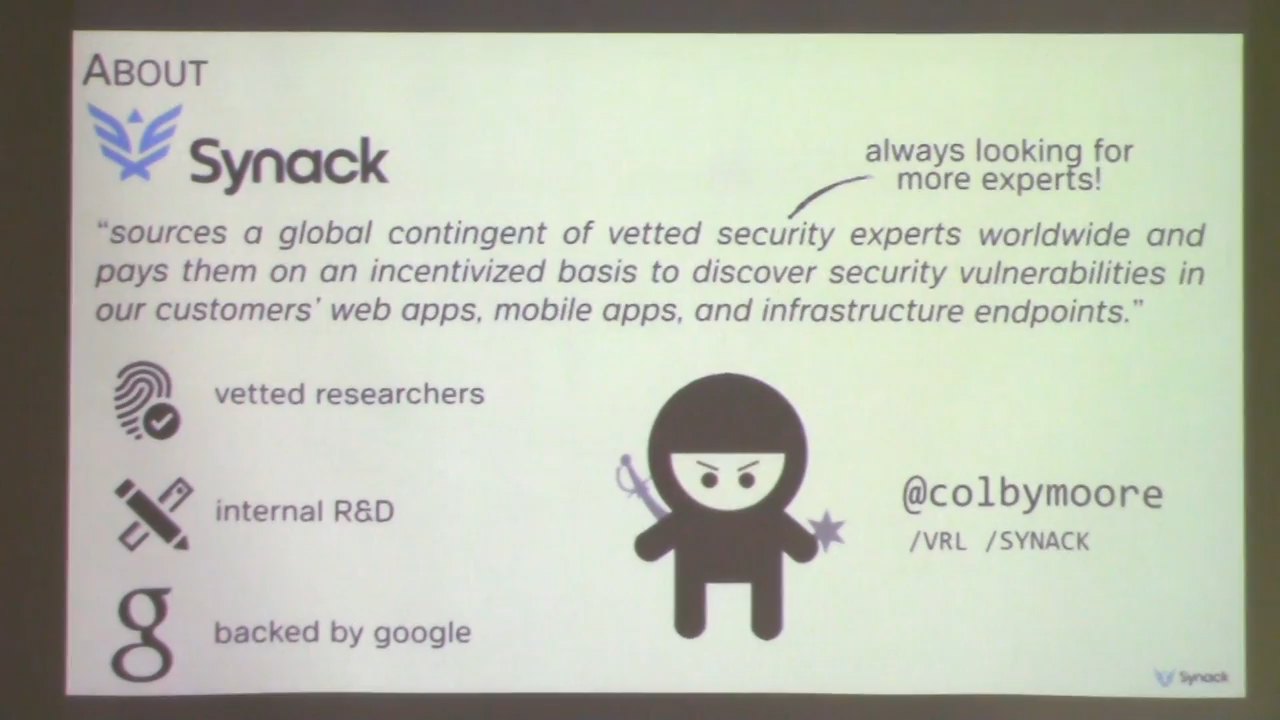 ABOUT
Synack
always looking for
more experts!
“sources a global contingent of vetted security experts worldwide and
pays them on an incentivized basis to discover security vulnerabilities in
our customers’ web apps, mobile apps, and infrastructure endpoints.”
vetted researchers
internal R&D
backed by google
g
@colbymoore
/VRL /SYNACK
Synack